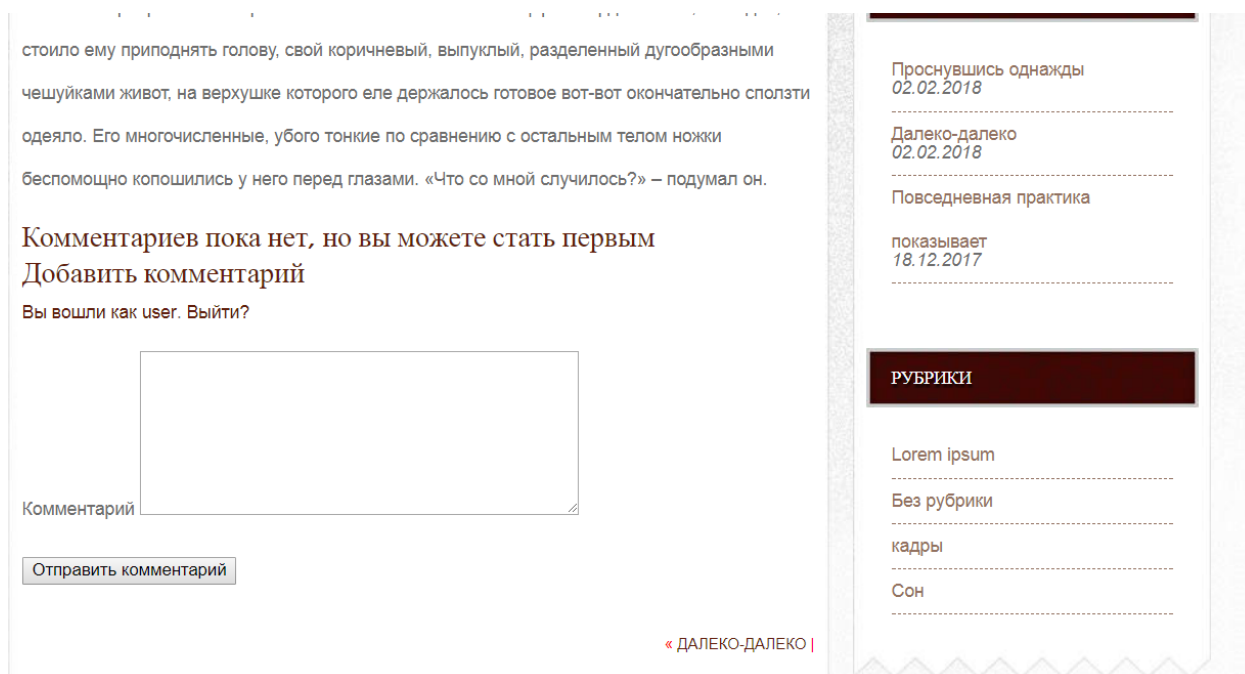 стоило ему приподнять голову, свой коричневый, выпуклый, разделенный дугообразными
чешуйками живот, на верхушке которого еле держалось готовое вот-вот окончательно сползти
одеяло. Его многочисленные, убого тонкие по сравнению с остальным телом ножки
беспомощно копошились у него перед глазами. «Что со мной случилось?» – подумал он.
Комментариев пока нет, но вы можете стать первым
Добавить комментарий
Вы вошли как user. Выйти?
Комментарий
Отправить комментарий
« ДАЛЕКО-ДАЛЕКО |
Проснувшись однажды
02.02.2018
Далеко-далеко
02.02.2018
Повседневная практика
показывает
18.12.2017
РУБРИКИ
Lorem ipsum
Без рубрики
кадры
Сон